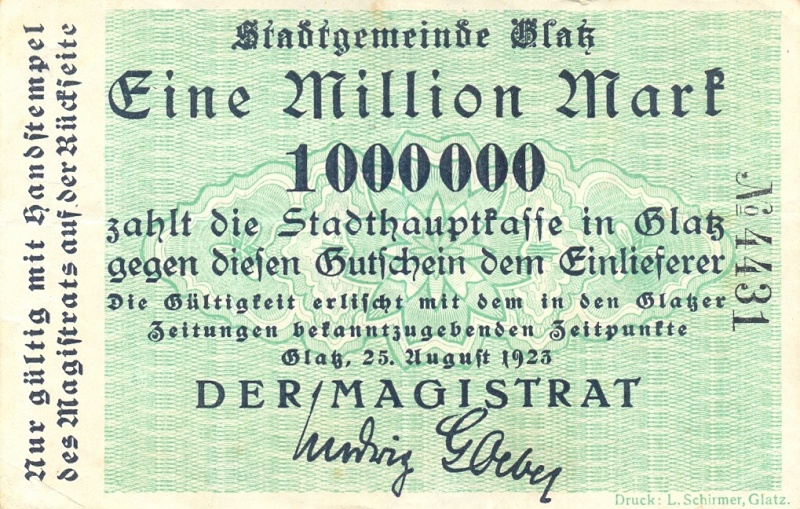 Stadtgemeinde Glatz
Eine Million Mark
1000000
zahlt die Stadthauptkasse in Glatz
gegen diesen Gutschein dem Einlieferer
Die Gültigkeit erlischt mit dem in den Glatzer
Zeitungen bekanntzugebenden Zeitpunkte
Glatz, 25. August 1923
DER MAGISTRAT
Ludwig Goebel
Druck: L. Schirmer, Glatz.
Nur gültig mit Handstempel
des Magistrats auf der Rückseite
No 4431